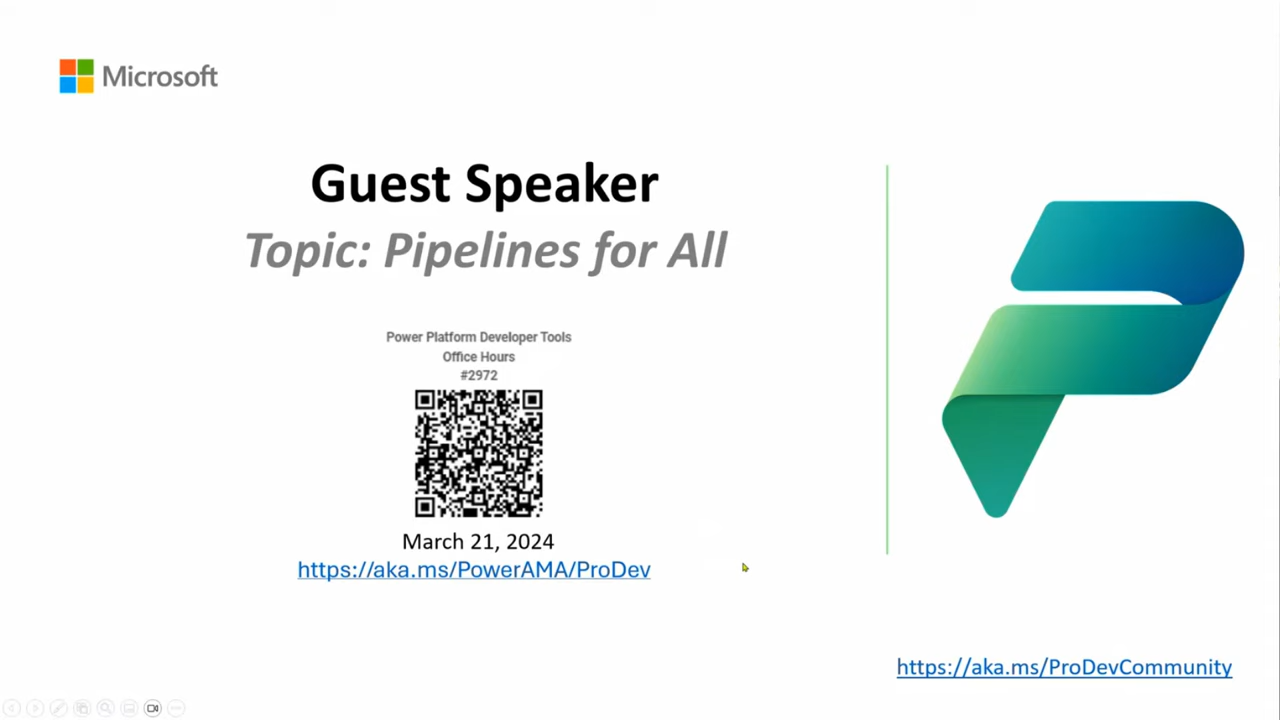 Microsoft
Guest Speaker
Topic: Pipelines for All
Power Platform Developer Tools
Office Hours
#2972
March 21, 2024
https://aka.ms/PowerAMA/ProDev
https://aka.ms/ProDevCommunity